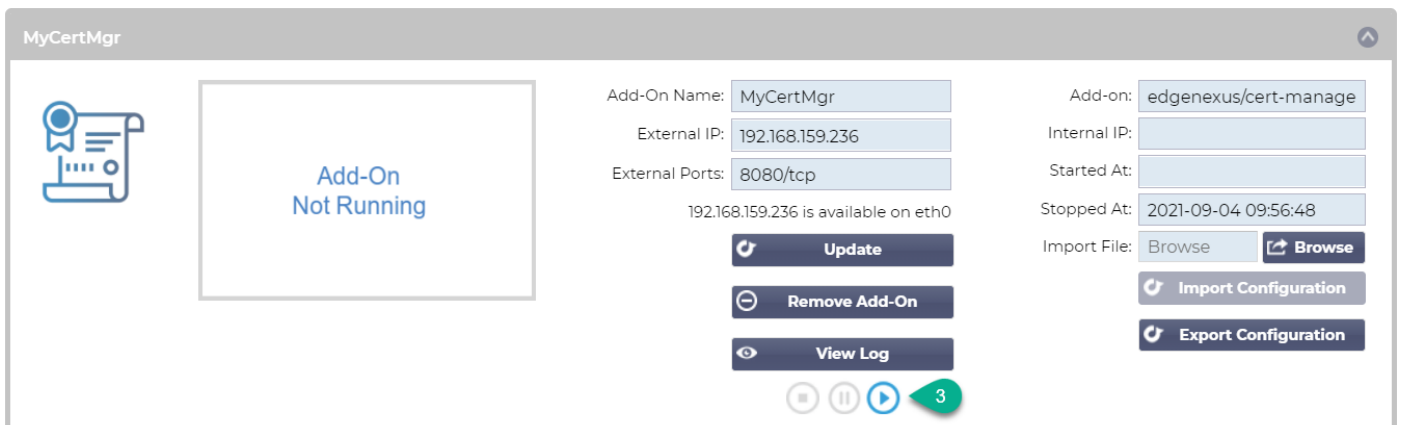 MyCertMgr
Add-On
Not Running
Add-On Name: MyCertMgr
External IP: 192.168.159.236
External Ports: 8080/tcp
192.168.159.236 is available on eth0
Update
Remove Add-On
View Log
3
Add-on: edgenexus/cert-manage
Internal IP:
Started At:
Stopped At: 2021-09-04 09:56:48
Import File: Browse Browse
Import Configuration
Export Configuration